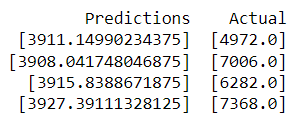 Predictions Actual
[3911.14990234375] [4972.0]
[3908.041748046875] [7006.0]
[3915.8388671875] [6282.0]
[3927.39111328125] [7368.0]